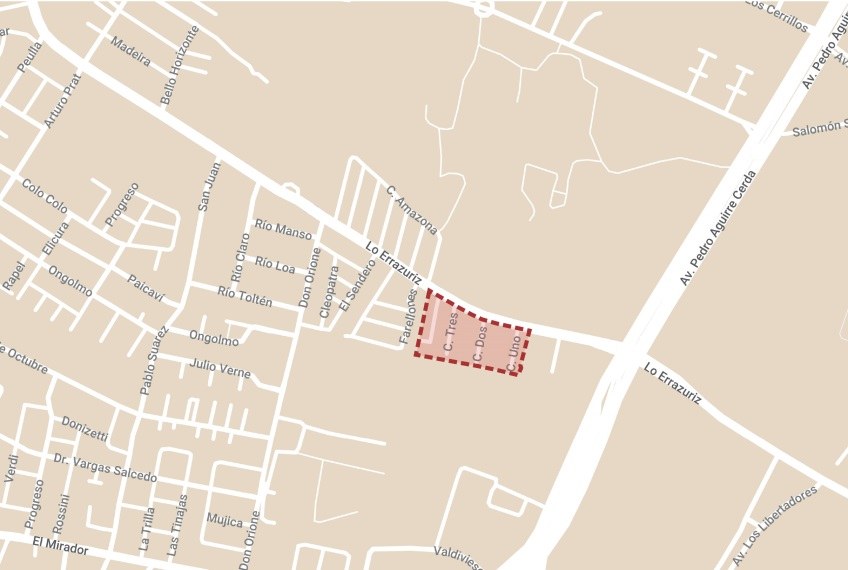 Los Cerrillos
Av. Pedro Agui
Av.
ar
Peulla
Madeira
Bello Horizonte
Arturo Prat
Salomón S
San Juan
Av. Pedro Aguirre Cerda
Colo Colo
Progreso
C. Amazona
Elicura
Río Manso
Río Claro
Lo Errazuriz
Rapel
Ongolmo
Paicaví
Río Loa
Don Orione
Cleopatra
El Sendero
Río Toltén
Farellones
C. Tres
C. Dos
C. Uno
Ongolmo
Pablo Suarez
e Octubre
Julio Verne
Lo Errazuriz
Donizetti
Verdi
Dr. Vargas Salcedo
Progreso
Rossini
La Trilla
Las Tinajas
Mujica
Don Orione
Av. Los Libertadores
El Mirador
Valdivieso